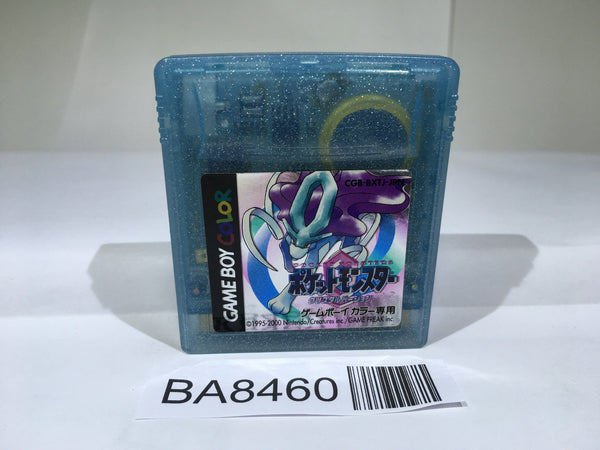 CGB-BXTJ-JPN
GAME BOY COLOR
POCKET MONSTERS
ポケットモンスター
クリスタルバージョン
ゲームボーイカラー専用
©1995-2000 Nintendo/Creatures inc./GAME FREAK inc.
BA8460